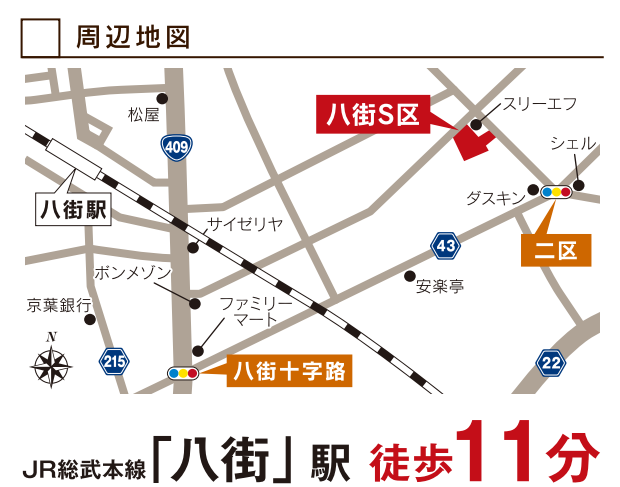 周辺地図
松屋
409
八街S区
スリーエフ
シェル
八街駅
ダスキン
サイゼリヤ
43
二区
ボンメゾン
安楽亭
京葉銀行
ファミリー
マート
N
215
八街十字路
22
JR総武本線「八街」駅 徒歩11分